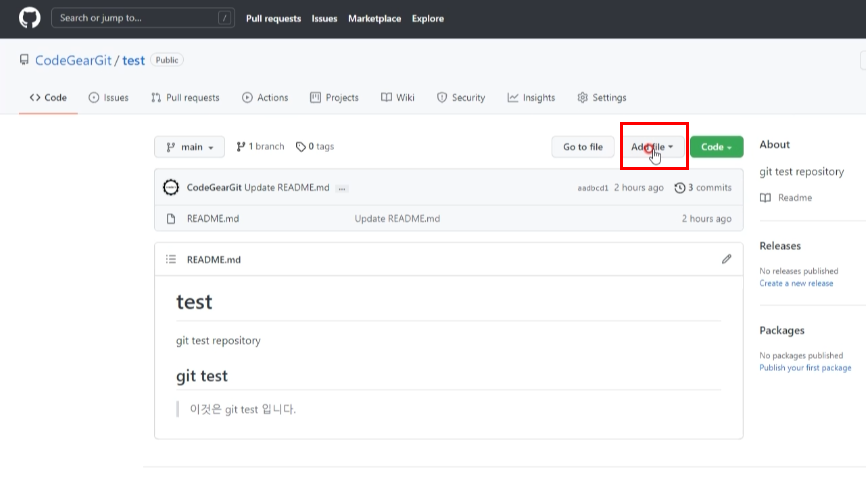 Search or jump to... / Pull requests Issues Marketplace Explore
CodeGearGit / test Public
<> Code Issues Pull requests Actions Projects Wiki Security Insights Settings
main 1 branch 0 tags Go to file Add file Code
About
git test repository
Readme
CodeGearGit Update README.md ... aadbcd1 2 hours ago 3 commits
README.md Update README.md 2 hours ago
Releases
No releases published
Create a new release
README.md
test
git test repository
git test
이것은 git test 입니다.
Packages
No packages published
Publish your first package